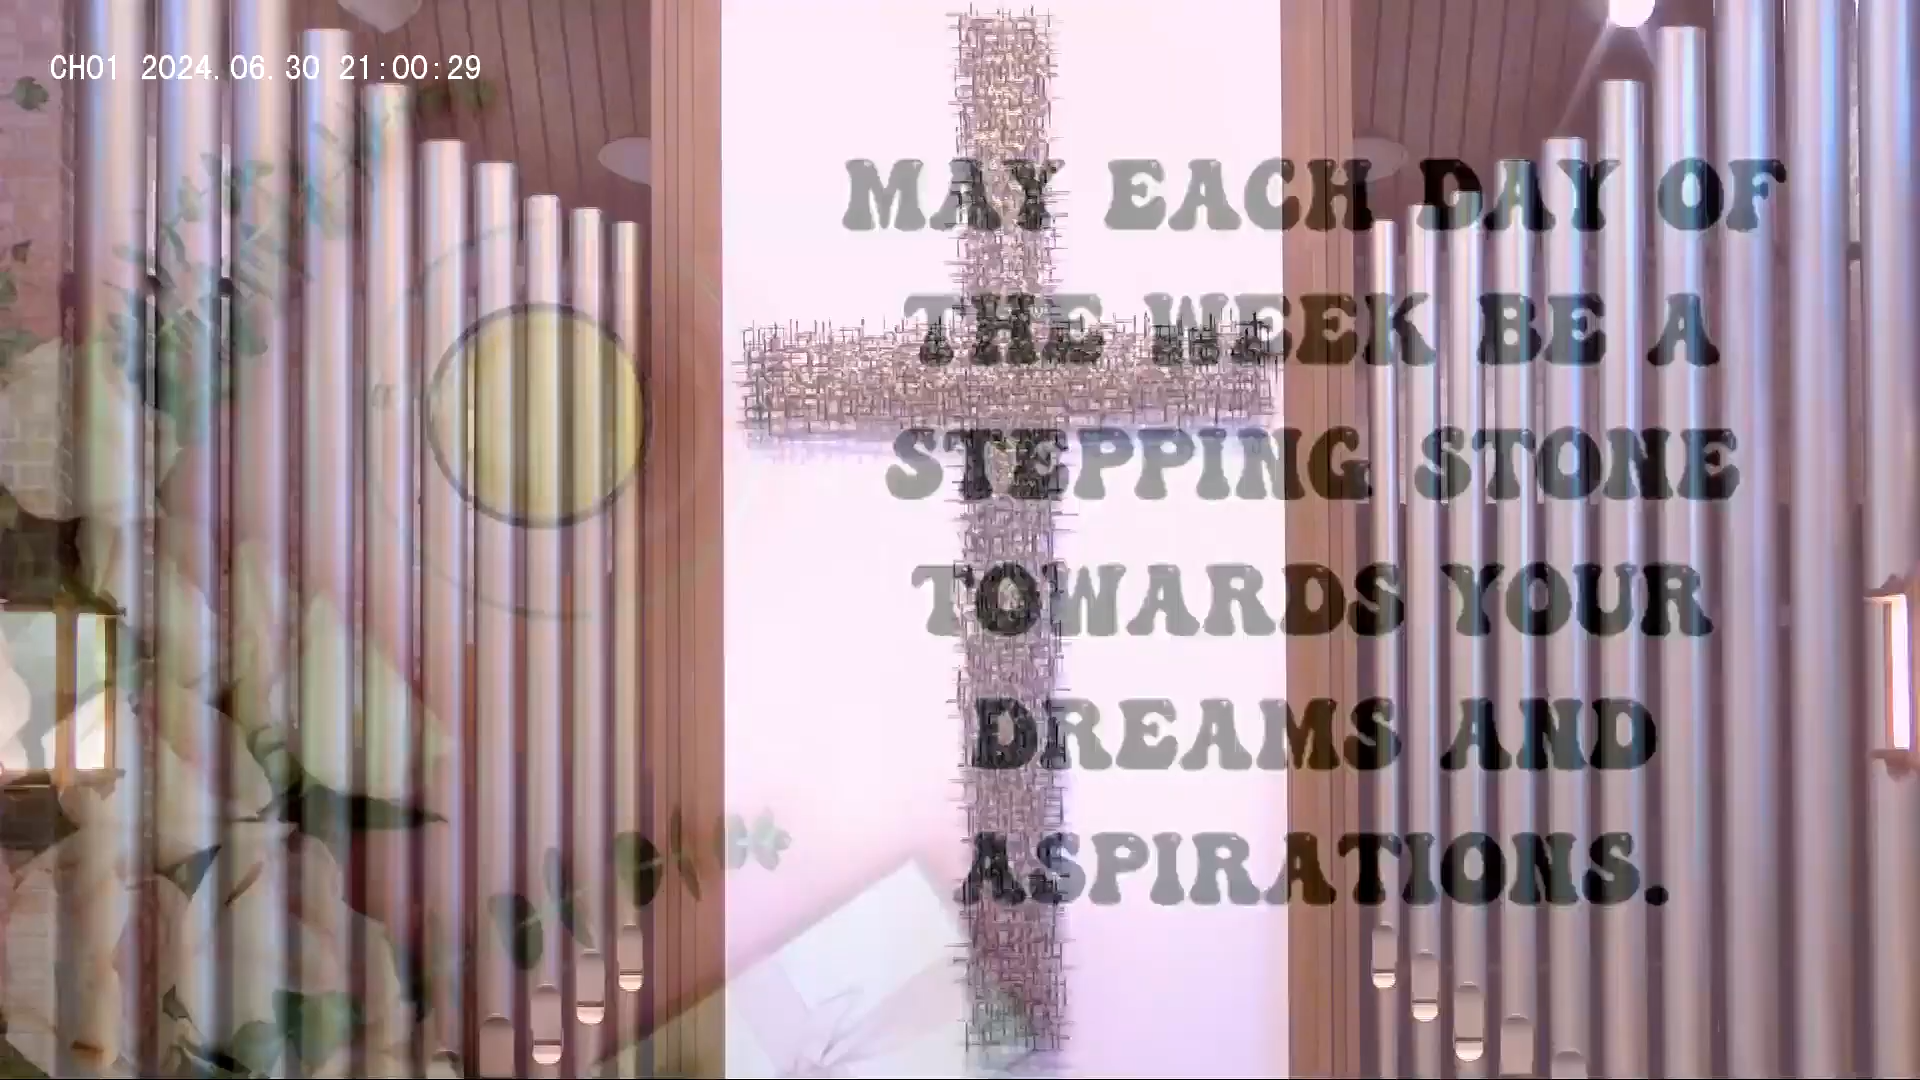 CH01 2024.06.30 21:00:29
MAY EACH DAY OF
THE WEEK BE A
STEPPING STONE
TOWARDS YOUR
DREAMS AND
ASPIRATIONS.